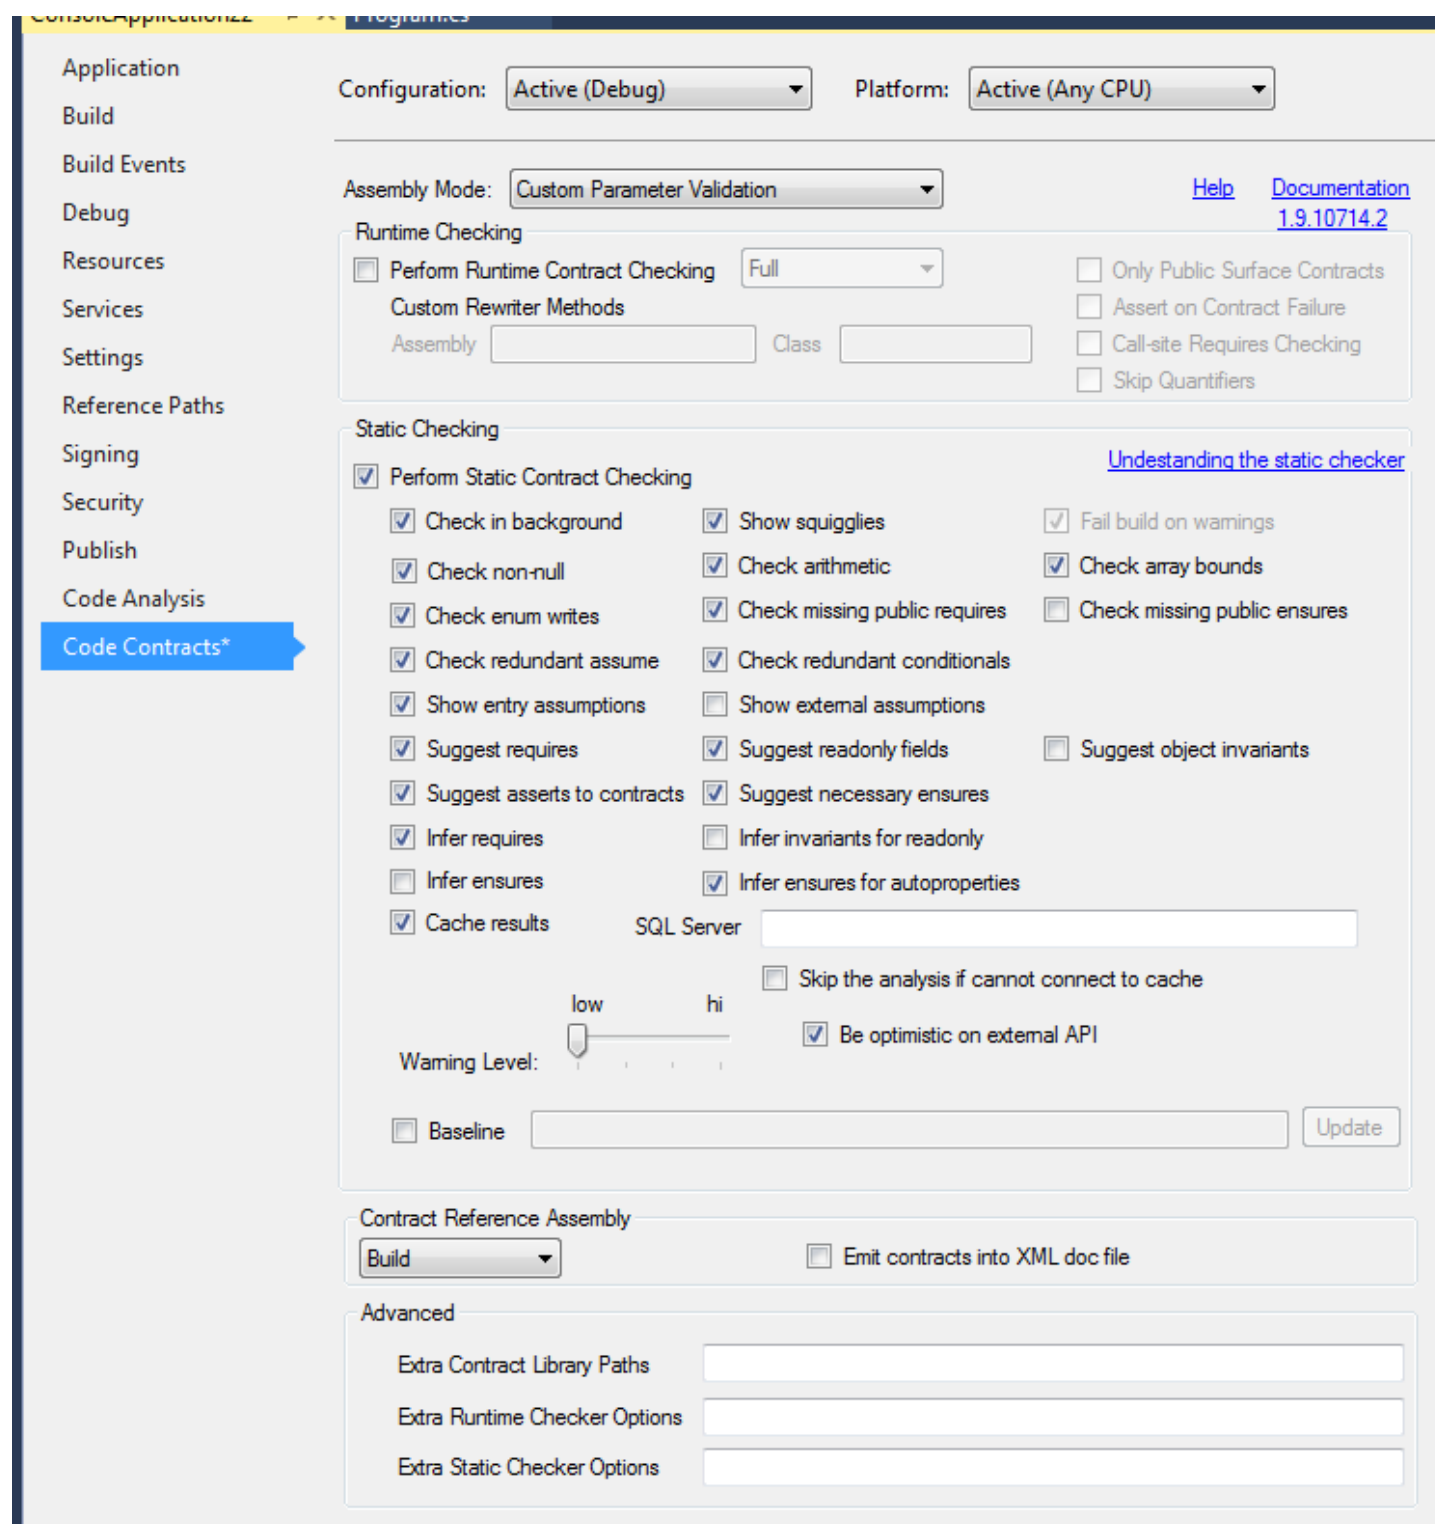 ConsoleApplication22 Program.cs
Application
Build
Build Events
Debug
Resources
Services
Settings
Reference Paths
Signing
Security
Publish
Code Analysis
Code Contracts*
Configuration: Active (Debug) Platform: Active (Any CPU)
Assembly Mode: Custom Parameter Validation Help Documentation
1.9.10714.2
Runtime Checking
Perform Runtime Contract Checking Full Only Public Surface Contracts
Custom Rewriter Methods Assert on Contract Failure
Assembly Class Call-site Requires Checking
Skip Quantifiers
Static Checking
Undestanding the static checker
Perform Static Contract Checking
Check in background Show squigglies Fail build on warnings
Check non-null Check arithmetic Check array bounds
Check enum writes Check missing public requires Check missing public ensures
Check redundant assume Check redundant conditionals
Show entry assumptions Show external assumptions
Suggest requires Suggest readonly fields Suggest object invariants
Suggest asserts to contracts Suggest necessary ensures
Infer requires Infer invariants for readonly
Infer ensures Infer ensures for autoproperties
Cache results SQL Server
Skip the analysis if cannot connect to cache
low hi
Be optimistic on external API
Warning Level:
Baseline Update
Contract Reference Assembly
Build Emit contracts into XML doc file
Advanced
Extra Contract Library Paths
Extra Runtime Checker Options
Extra Static Checker Options